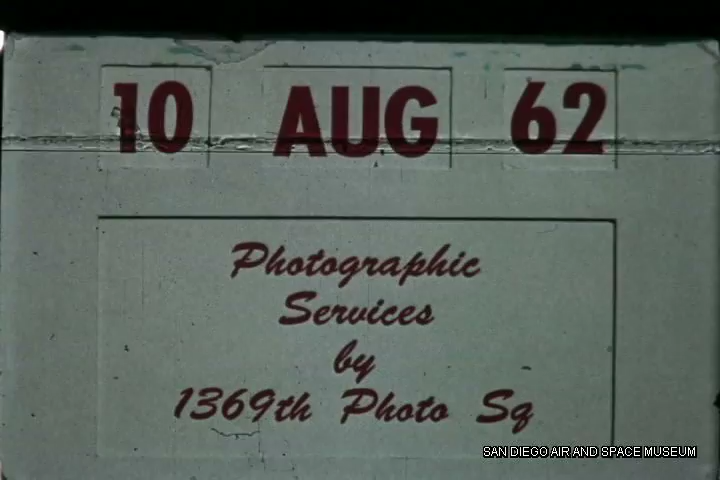 10 AUG 62
Photographic
Services
by
1369th Photo Sq
SAN DIEGO AIR AND SPACE MUSEUM